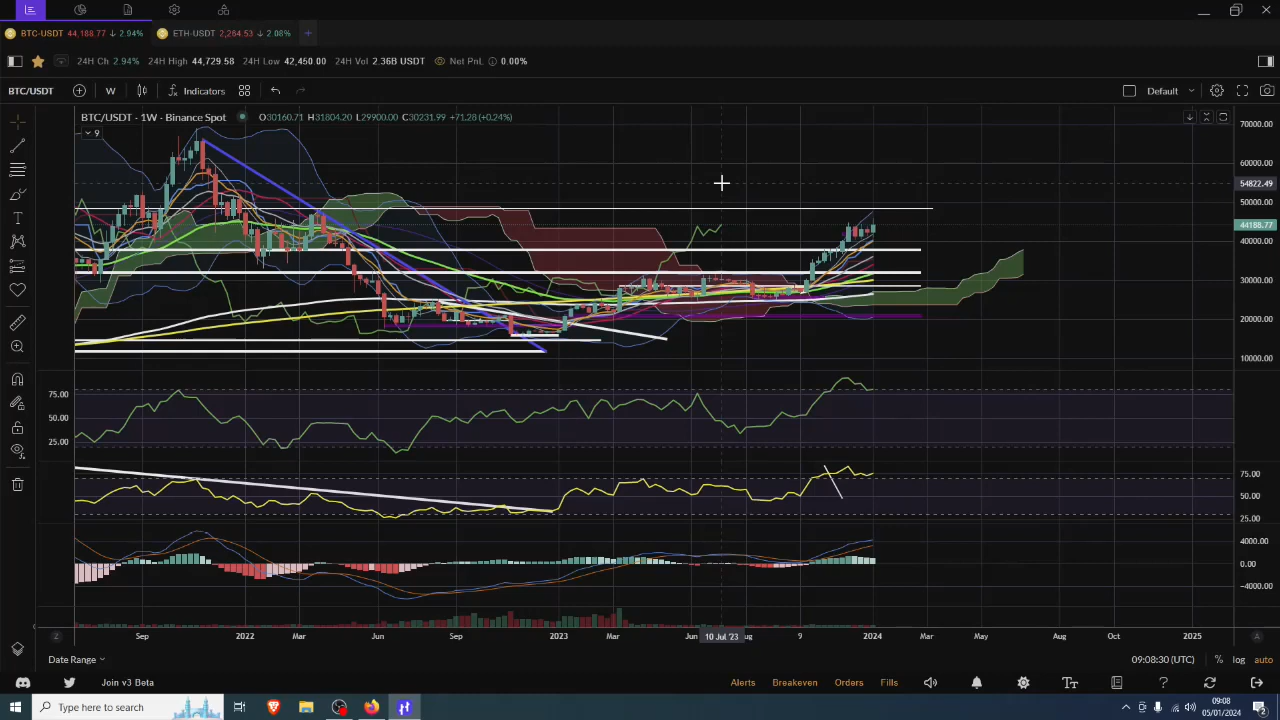 BTC-USDT 44,188.77 ↓ 2.94% ETH-USDT 2,264.53 ↓ 2.08% +
24H Ch 2.94% 24H High 44,729.58 24H Low 42,450.00 24H Vol 2.36B USDT Net PnL 0.00%
BTC/USDT W Indicators Default
BTC/USDT · 1W · Binance Spot O30160.71 H31804.20 L29900.00 C30231.99 +71.28 (+0.24%)
9
70000.00
60000.00
54822.49
50000.00
44188.77
40000.00
30000.00
20000.00
10000.00
75.00
50.00
25.00
75.00
50.00
25.00
4000.00
0.00
-4000.00
Z Sep 2022 Mar Jun Sep 2023 Mar Jun 10 Jul '23 ug 9 2024 Mar May Aug Oct 2025 A
Date Range 09:08:30 (UTC) % log auto
Join v3 Beta Alerts Breakeven Orders Fills
Type here to search 09:08
05/01/2024 2